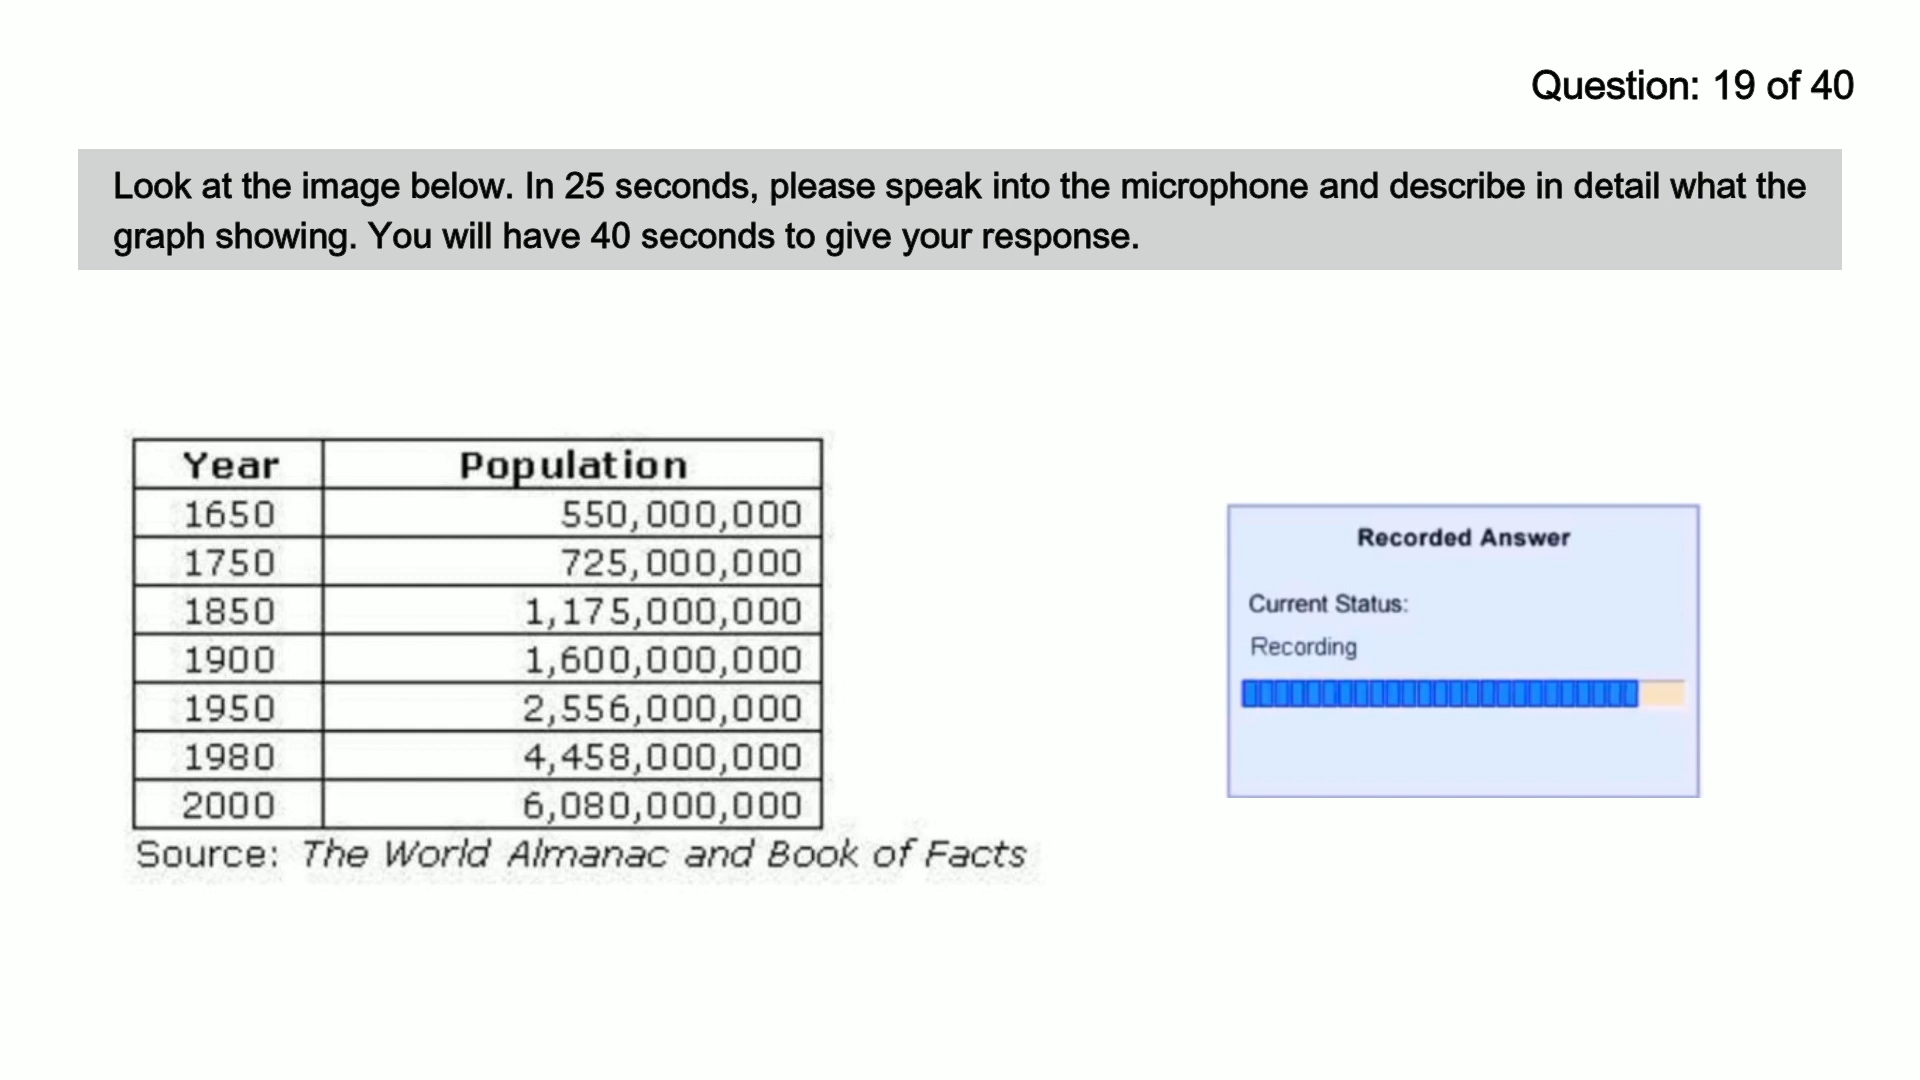 Question: 19 of 40
Look at the image below. In 25 seconds, please speak into the microphone and describe in detail what the
graph showing. You will have 40 seconds to give your response.
Year Population
1650 550,000,000
1750 725,000,000
1850 1,175,000,000
1900 1,600,000,000
1950 2,556,000,000
1980 4,458,000,000
2000 6,080,000,000
Source: The World Almanac and Book of Facts
Recorded Answer
Current Status:
Recording